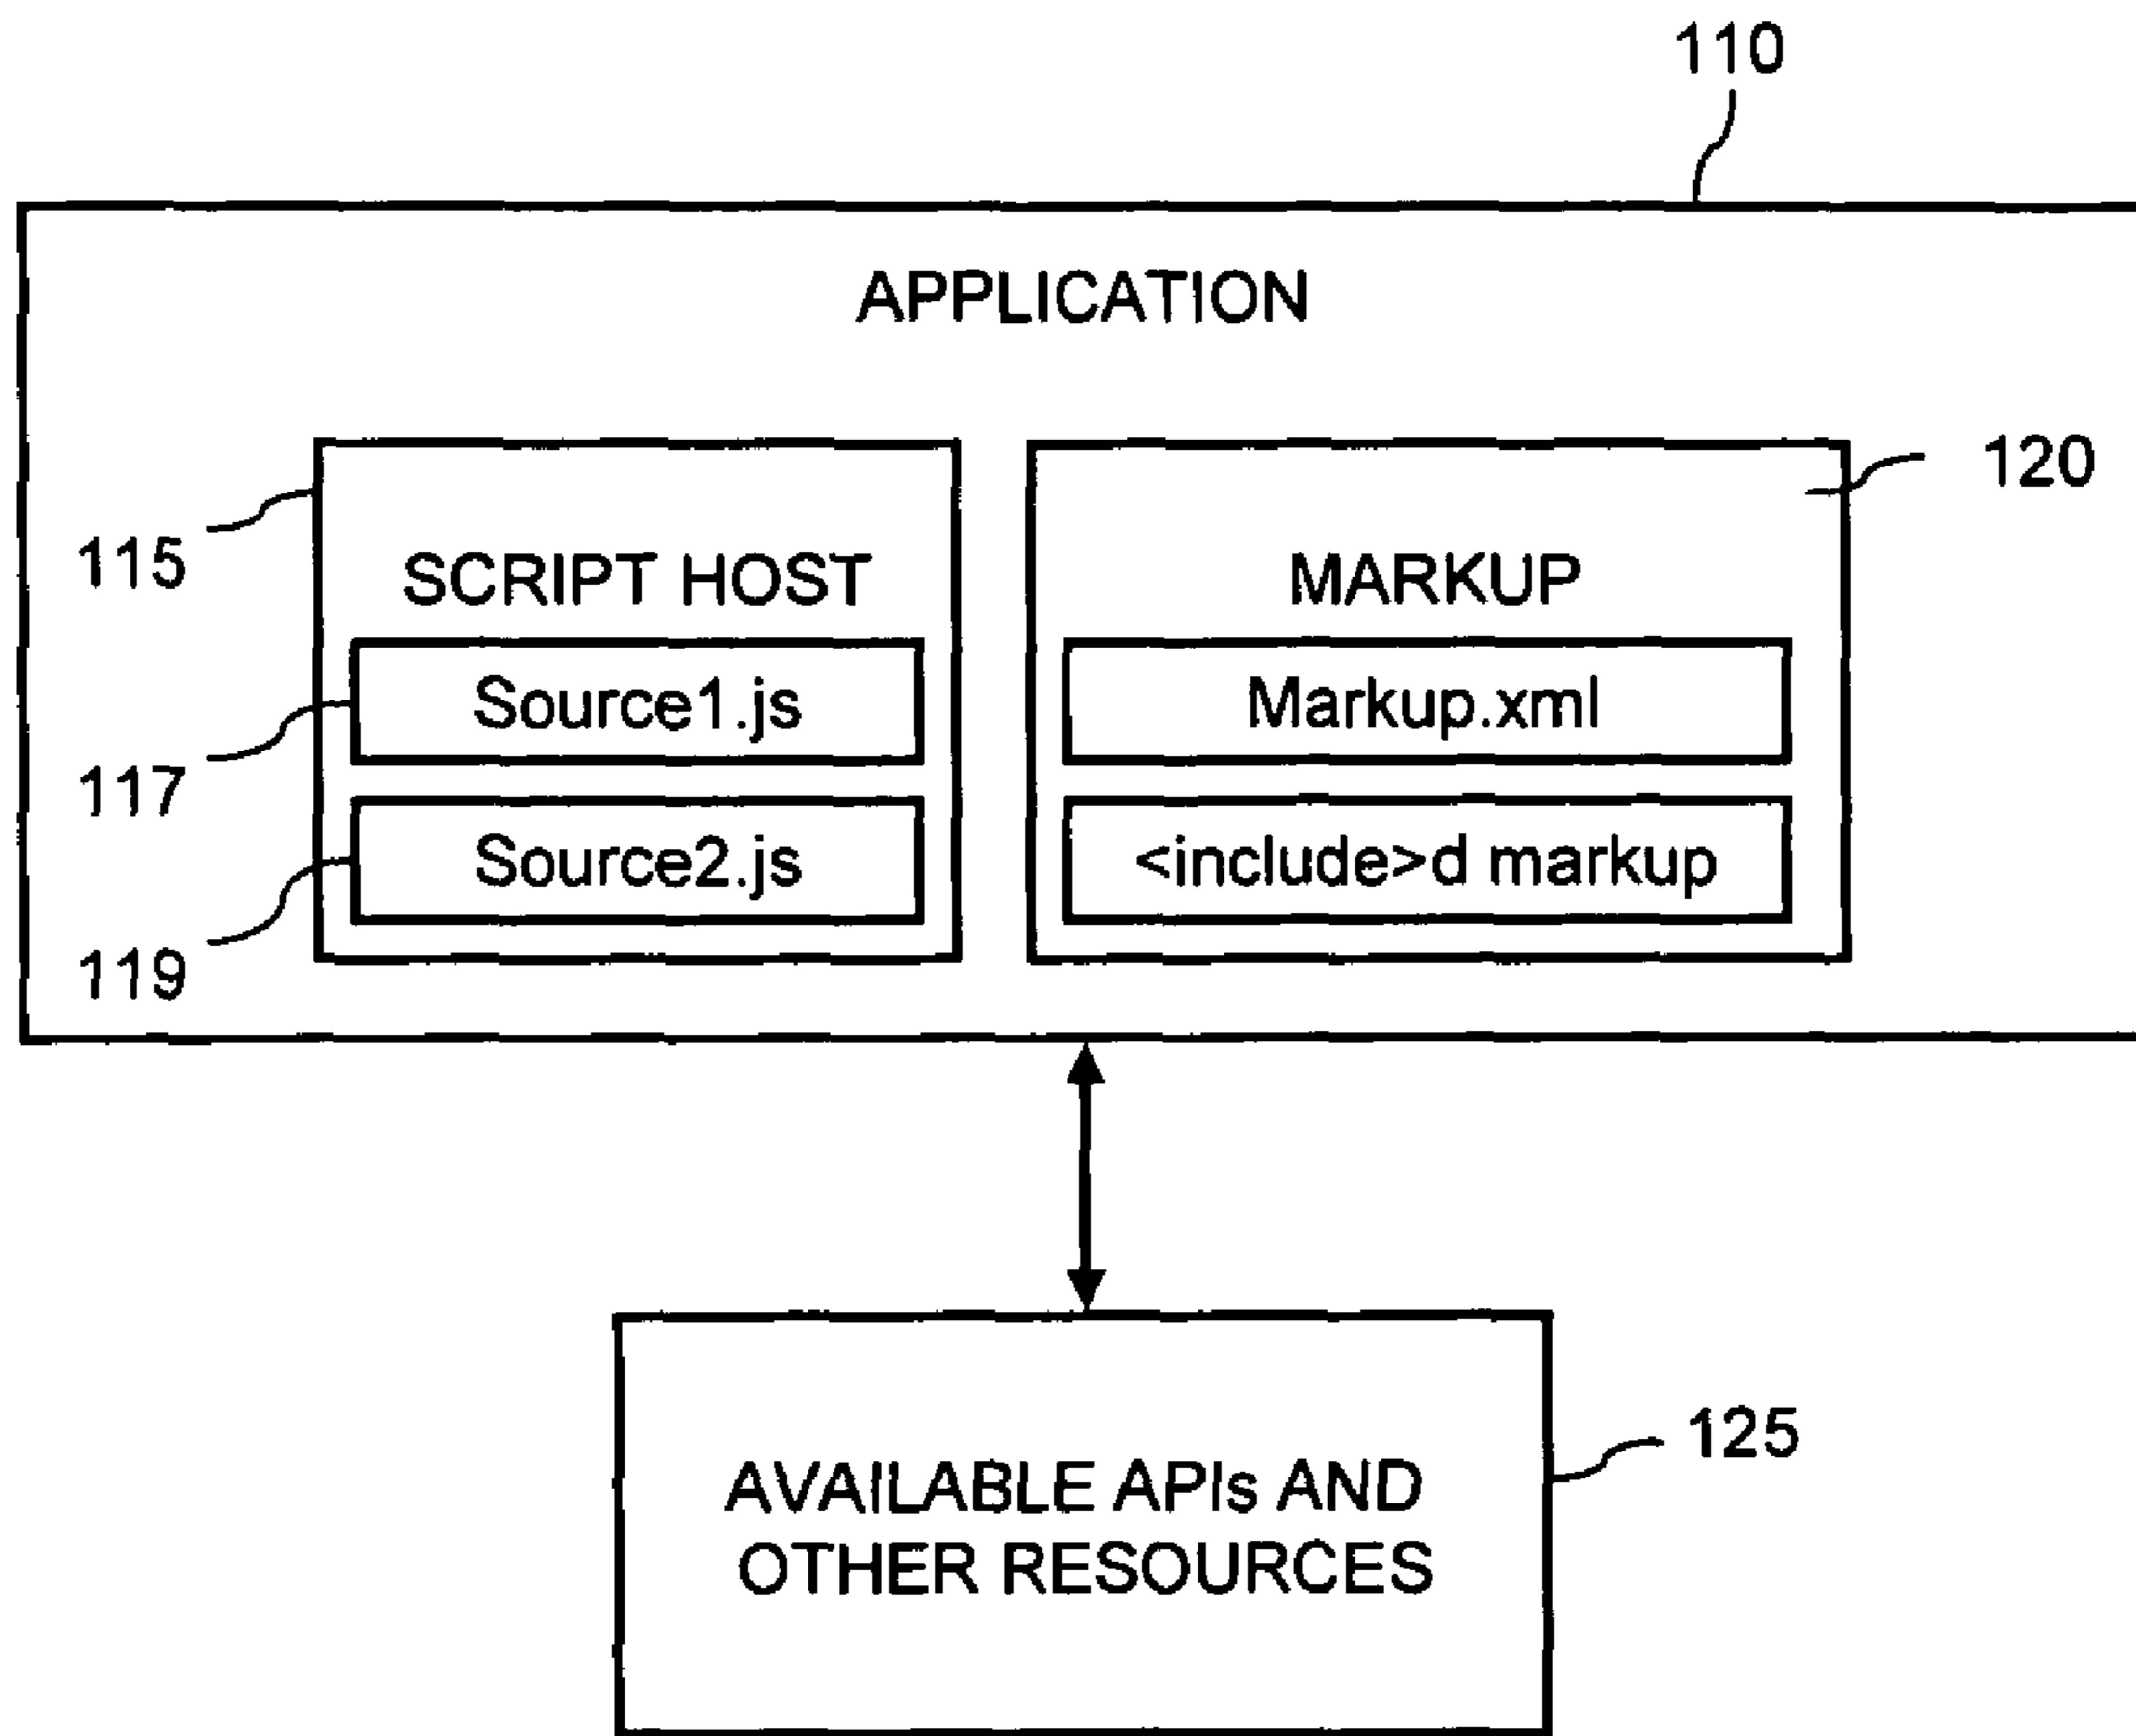 110
APPLICATION
120
115
SCRIPT HOST
MARKUP
Source1.js
Markup.xml
117
Source2.js
<include>d markup
119
125
AVAILABLE APIs AND
OTHER RESOURCES